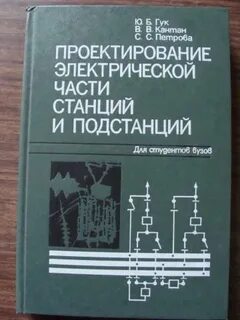 Ю. Б. Гук
В. В. Кантан
С. С. Петрова
ПРОЕКТИРОВАНИЕ
ЭЛЕКТРИЧЕСКОЙ
ЧАСТИ
СТАНЦИЙ
И ПОДСТАНЦИЙ
Для студентов вузов